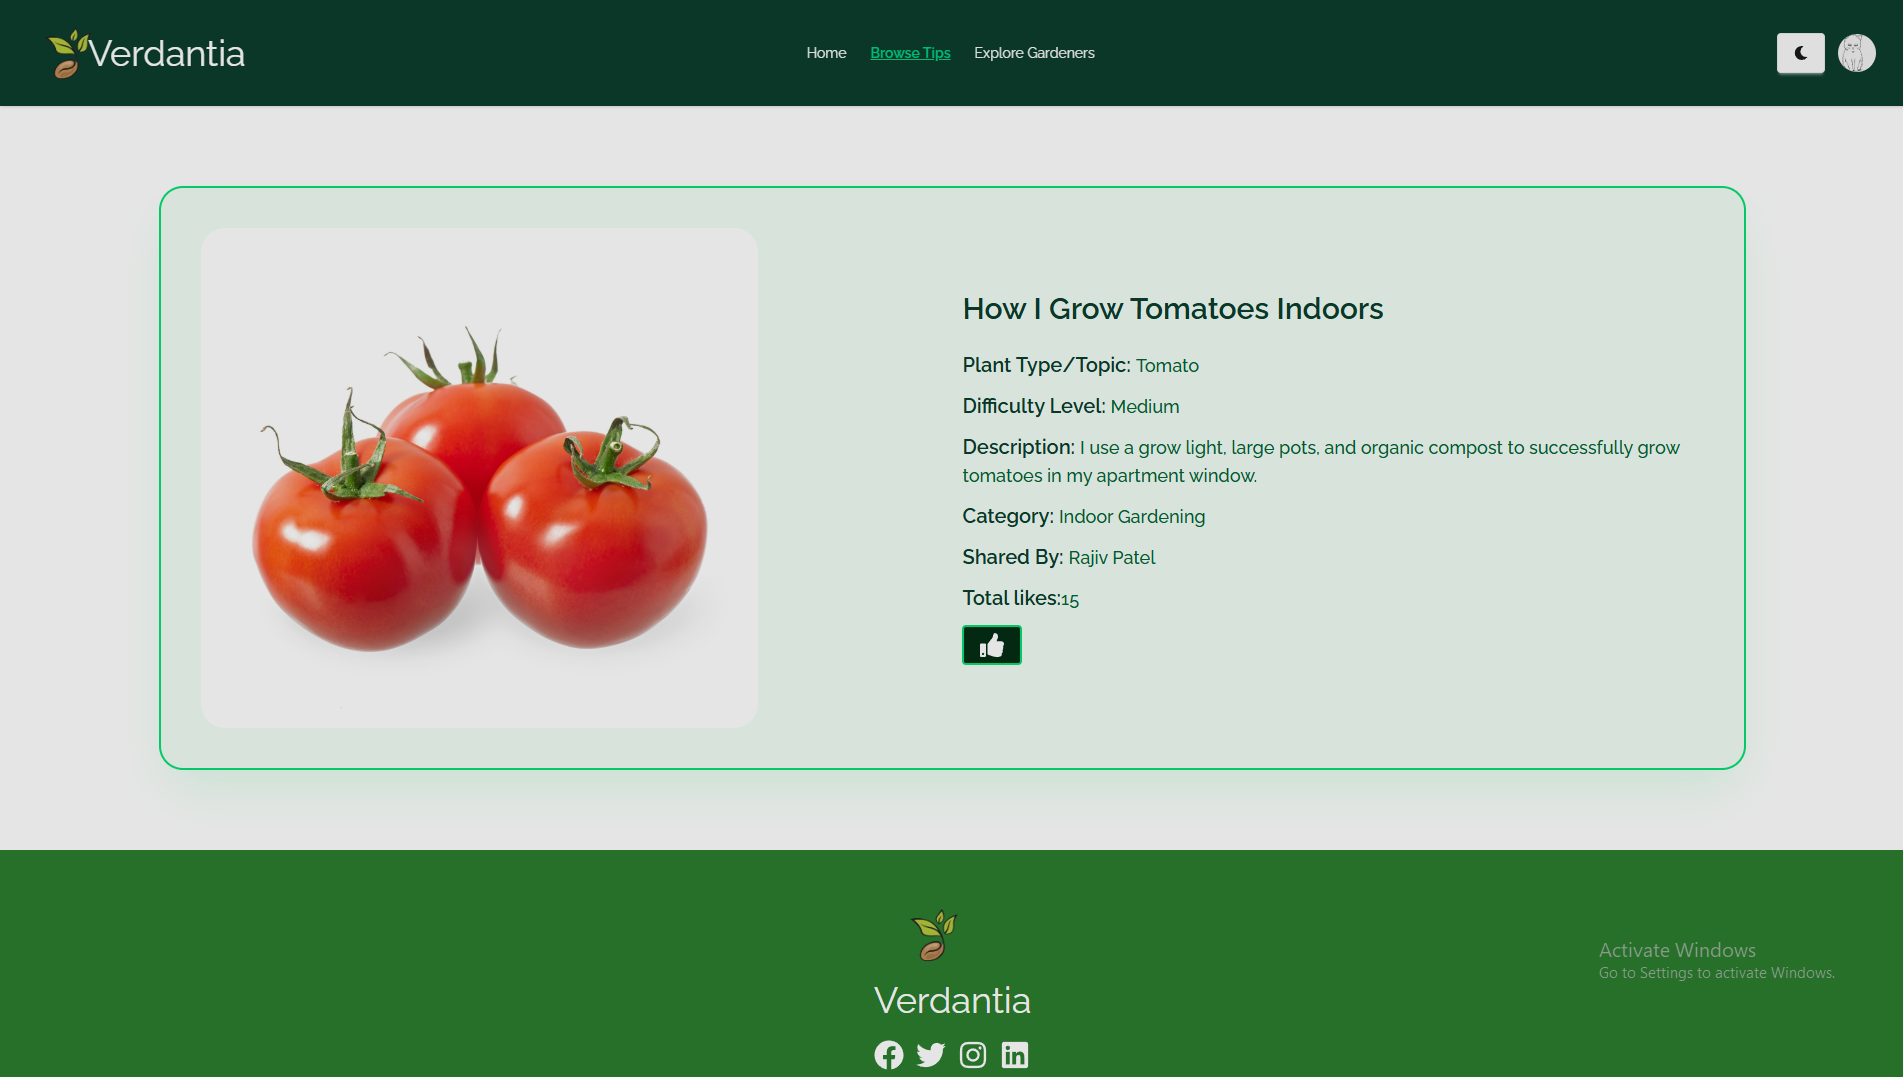 Verdantia
Home
Browse Tips
Explore Gardeners
How I Grow Tomatoes Indoors
Plant Type/Topic: Tomato
Difficulty Level: Medium
Description: I use a grow light, large pots, and organic compost to successfully grow
tomatoes in my apartment window.
Category: Indoor Gardening
Shared By: Rajiv Patel
Total likes:15
Activate Windows
Go to Settings to activate Windows.
Verdantia